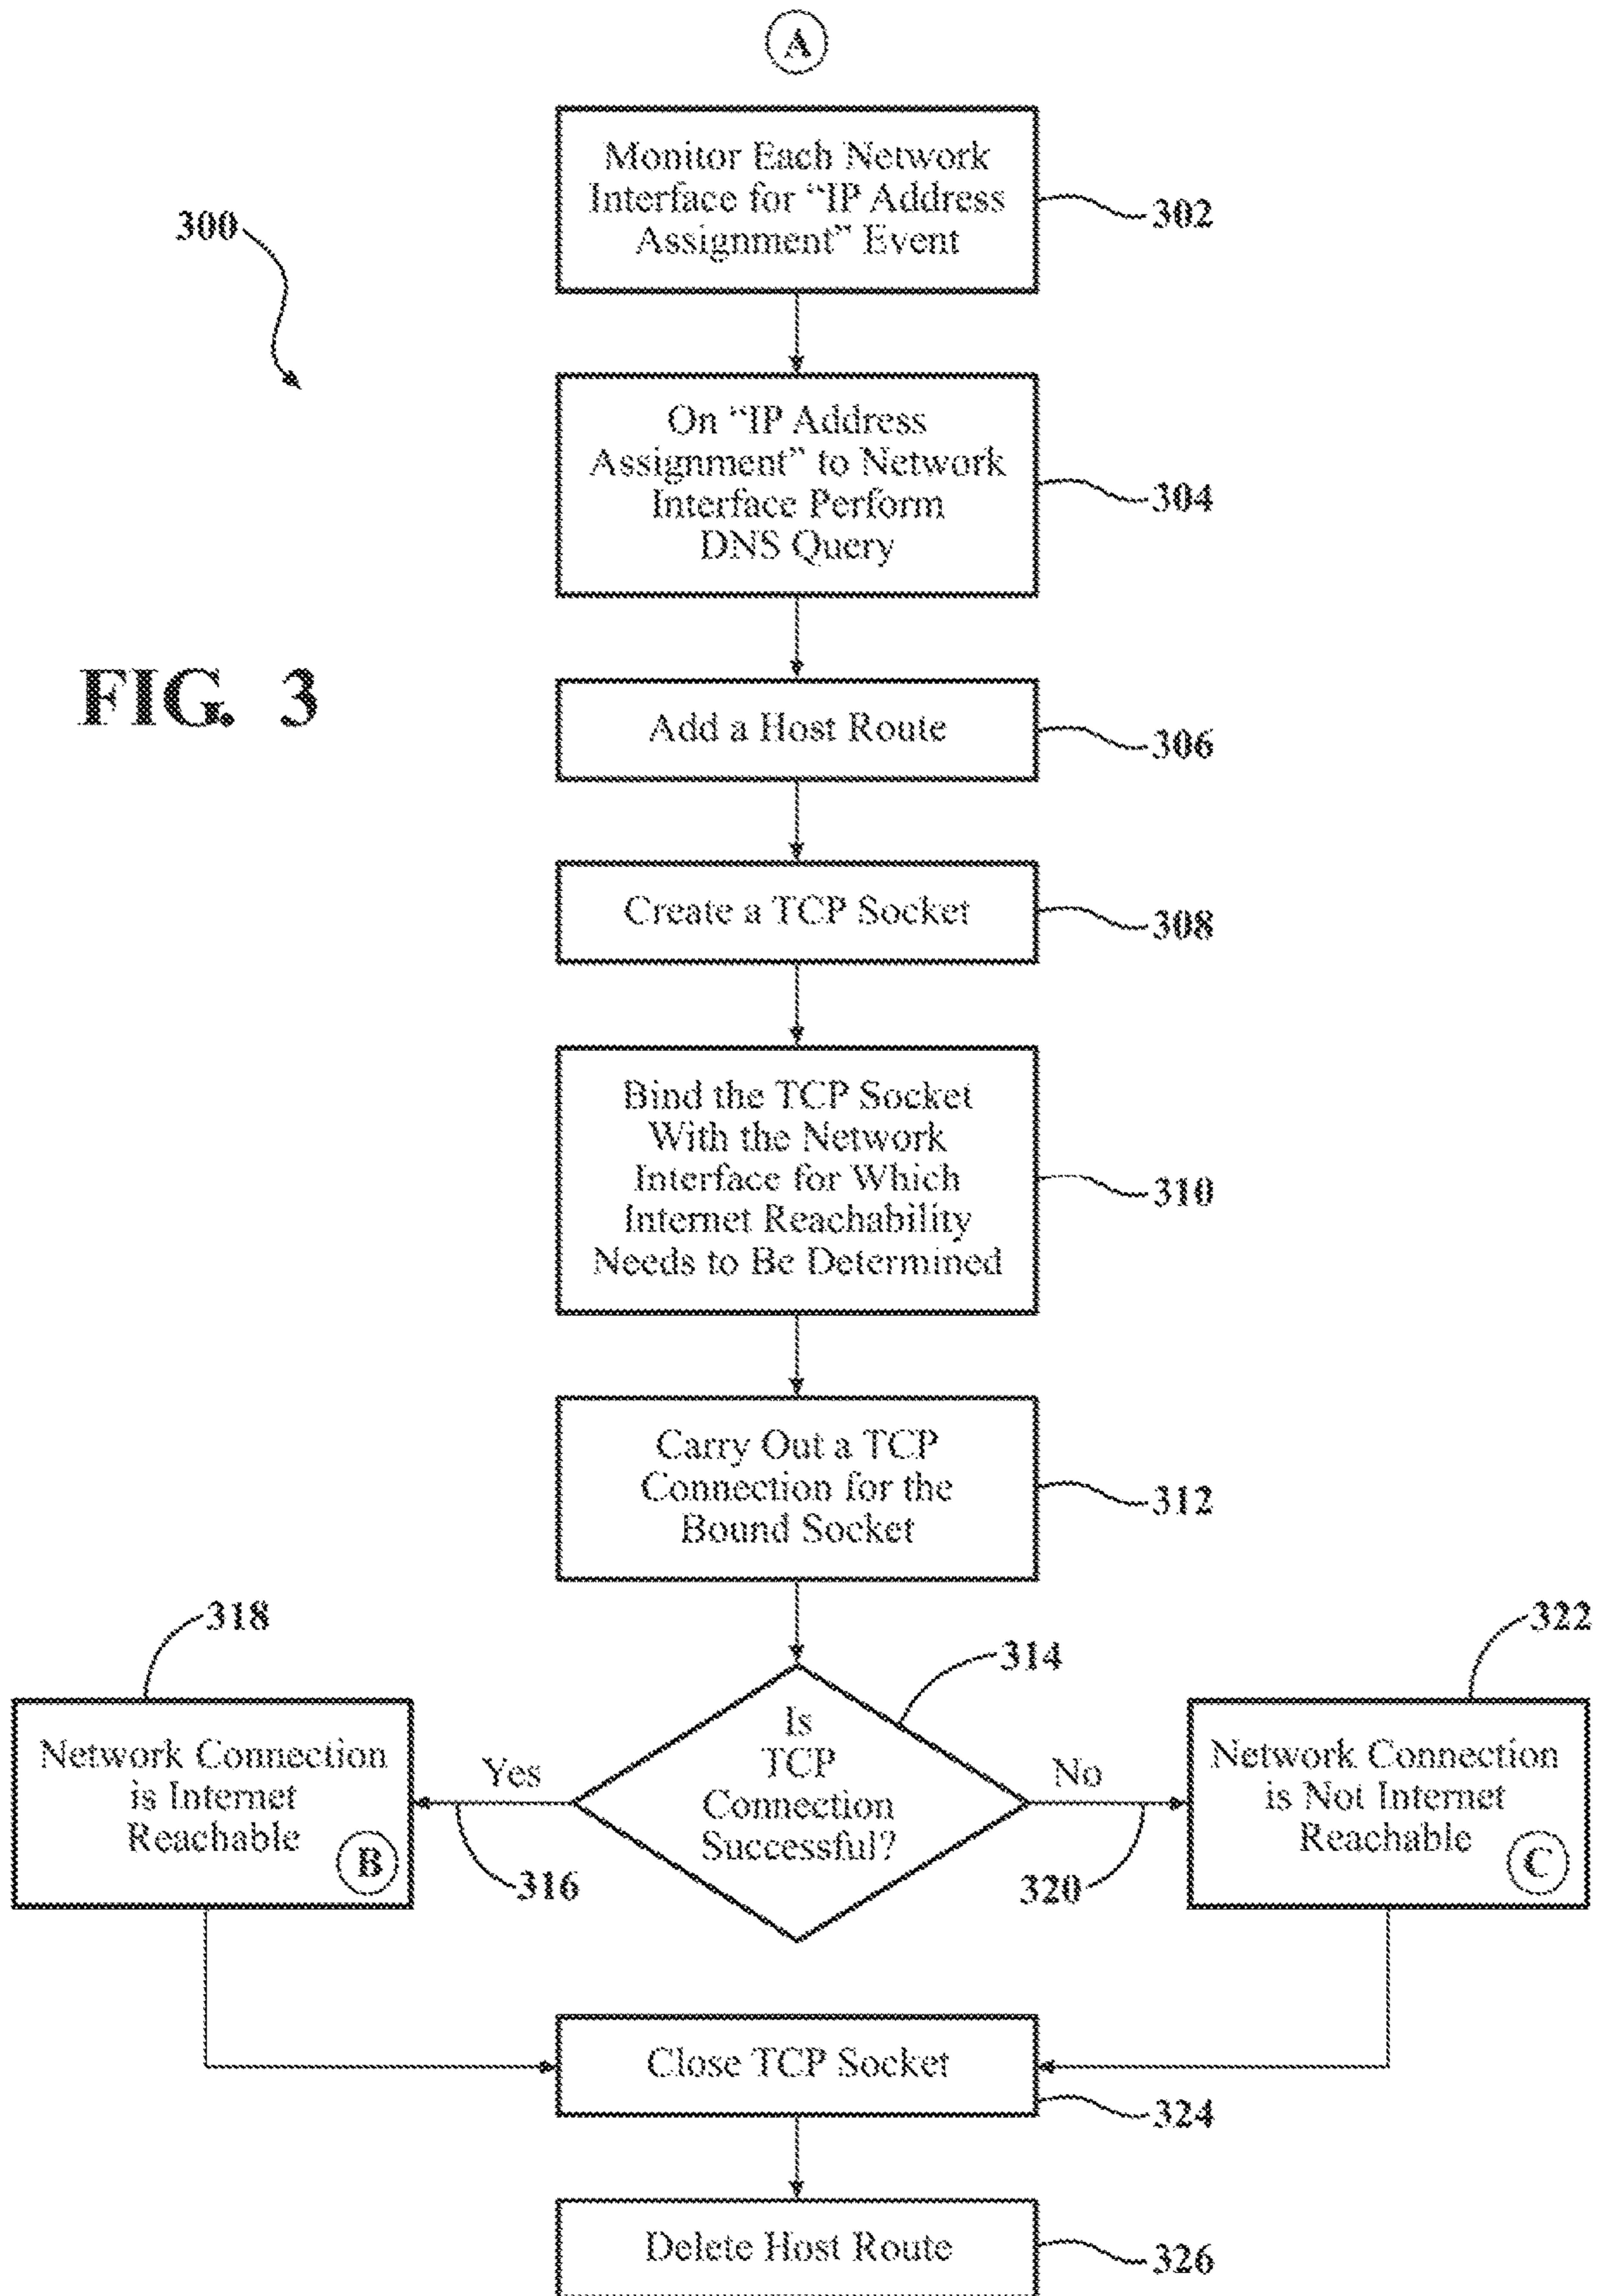 A
Monitor Each Network
Interface for “IP Address
Assignment” Event
302
300
On “IP Address
Assignment” to Network
Interface Perform
DNS Query
304
FIG. 3
Add a Host Route
306
Create a TCP Socket
308
Bind the TCP Socket
With the Network
Interface for Which
Internet Reachability
Needs to Be Determined
310
Carry Out a TCP
Connection for the
Bound Socket
312
318
322
314
Network Connection
is Internet
Reachable
B
Yes
316
Is
TCP
Connection
Successful?
No
320
Network Connection
is Not Internet
Reachable
C
Close TCP Socket
324
Delete Host Route
326